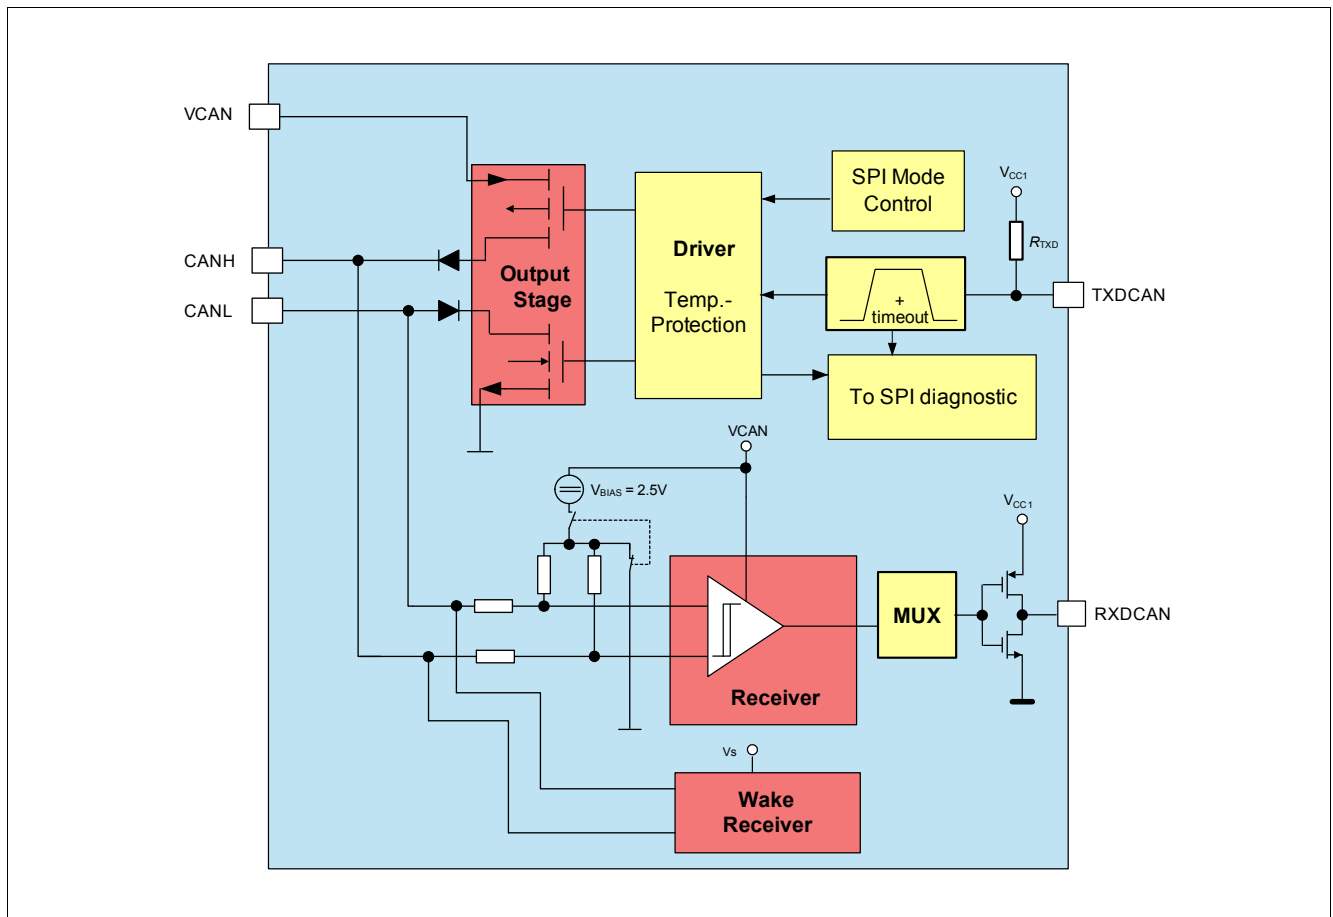 VCAN
SPI Mode
Control
VCC1
RTXD
Driver
CANH
Output
Stage
Temp.-
Protection
+
timeout
TXDCAN
CANL
To SPI diagnostic
VCAN
VBIAS = 2.5V
VCC1
MUX
RXDCAN
Receiver
Vs
Wake
Receiver